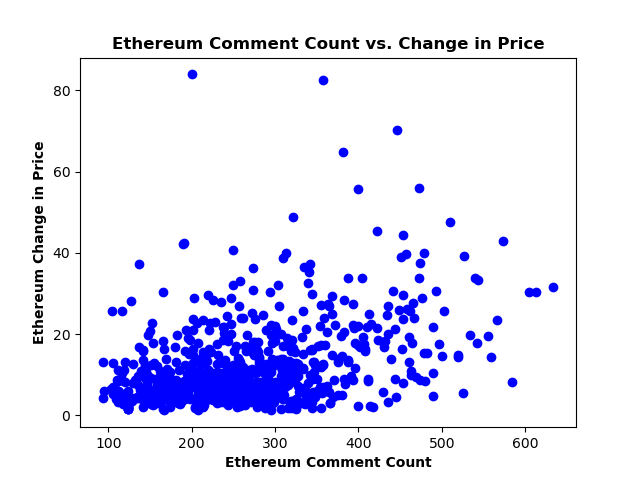 Ethereum Comment Count vs. Change in Price
80
60
40
20
0
Ethereum Change in Price
100 200 300 400 500 600
Ethereum Comment Count